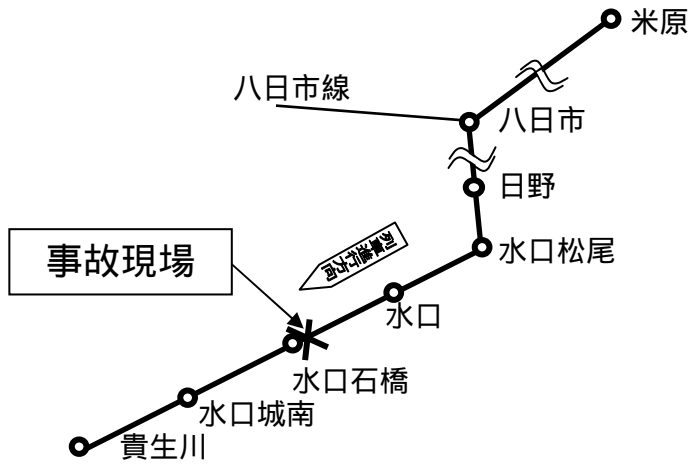 米原
八日市線
八日市
日野
列車進行方向
水口松尾
事故現場
水口
水口石橋
水口城南
貴生川